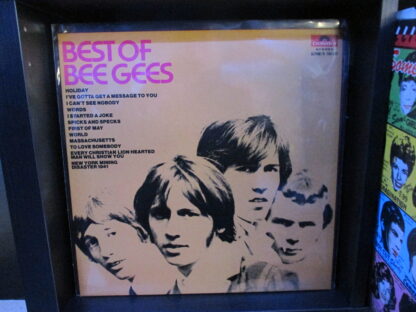 BEST OF
BEE GEES
HOLIDAY
I'VE GOTTA GET A MESSAGE TO YOU
I CAN'T SEE NOBODY
WORDS
I STARTED A JOKE
SPICKS AND SPECKS
FIRST OF MAY
WORLD
MASSACHUSETTS
TO LOVE SOMEBODY
EVERY CHRISTIAN LION HEARTED
MAN WILL SHOW YOU
NEW YORK MINING
DISASTER 1941
Polydor
STEREO